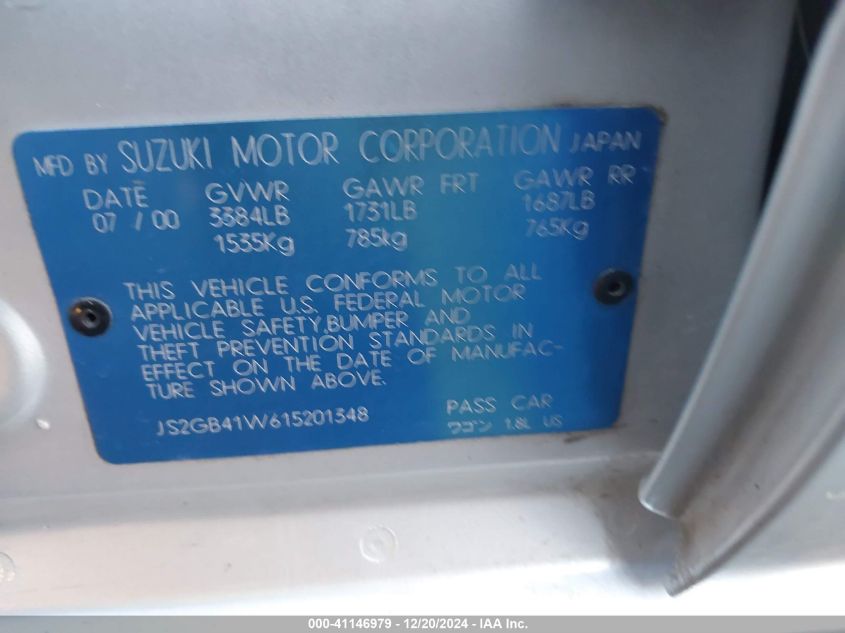 MFD BY SUZUKI MOTOR CORPORATION JAPAN
DATE GVWR GAWR FRT GAWR RR
07 / 00 3384LB 1731LB 1687LB
1535Kg 785kg 765Kg
THIS VEHICLE CONFORMS TO ALL
APPLICABLE U.S. FEDERAL MOTOR
VEHICLE SAFETY,BUMPER AND
THEFT PREVENTION STANDARDS IN
EFFECT ON THE DATE OF MANUFAC-
TURE SHOWN ABOVE.
JS2GB41W615201348 PASS CAR
ワゴン 1.8L US
000-41146979 - 12/20/2024 - IAA Inc.